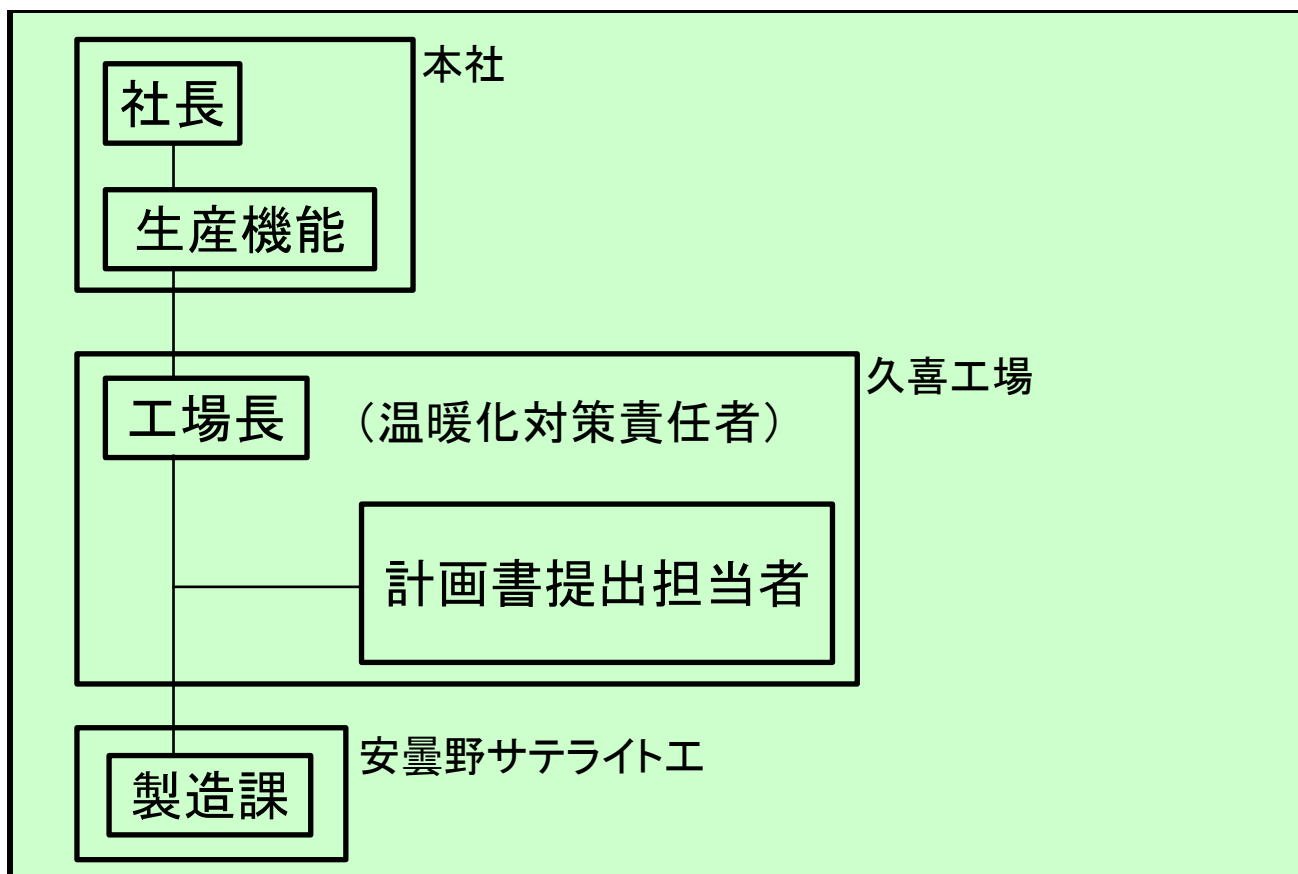 本社
社長
生産機能
久喜工場
工場長
（温暖化対策責任者）
計画書提出担当者
安曇野サテライト工
製造課